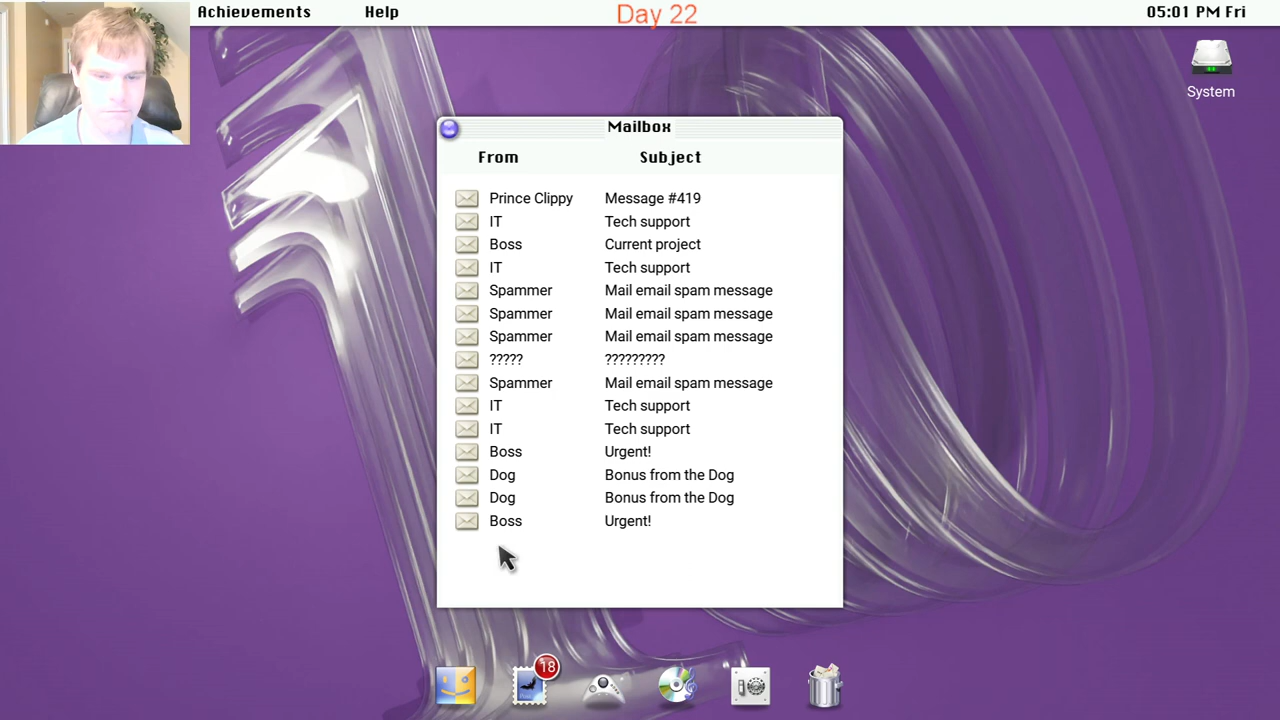 Achievements Help Day 22 05:01 PM Fri
System
Mailbox
From Subject
Prince Clippy Message #419
IT Tech support
Boss Current project
IT Tech support
Spammer Mail email spam message
Spammer Mail email spam message
Spammer Mail email spam message
????? ?????????
Spammer Mail email spam message
IT Tech support
IT Tech support
Boss Urgent!
Dog Bonus from the Dog
Dog Bonus from the Dog
Boss Urgent!
18